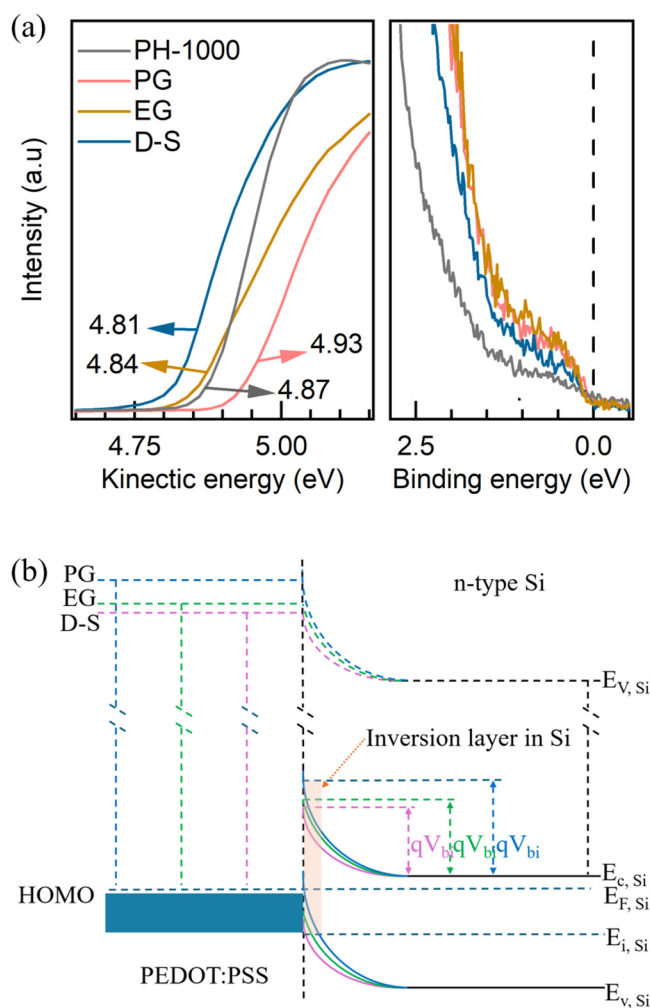 (a)
PH-1000
PG
EG
D-S
Intensity (a.u)
4.81
4.84
4.93
4.87
4.75
5.00
Kinectic energy (eV)
2.5
0.0
Binding energy (eV)
(b)
PG
EG
D-S
n-type Si
E_V, Si
Inversion layer in Si
qV_bi qV_bi qV_bi
E_c, Si
HOMO
E_F, Si
E_i, Si
PEDOT:PSS
E_v, Si